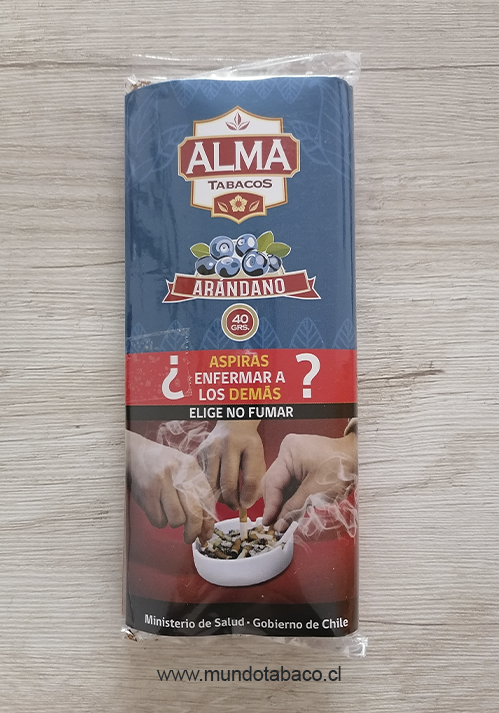 ALMA
TABACOS
ARÁNDANO
40
GRS.
¿ ASPIRAS ?
ENFERMAR A
LOS DEMÁS
ELIGE NO FUMAR
Ministerio de Salud - Gobierno de Chile
www.mundotabaco.cl